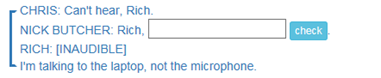 CHRIS: Can't hear, Rich.
NICK BUTCHER: Rich, check.
RICH: [INAUDIBLE]
I'm talking to the laptop, not the microphone.